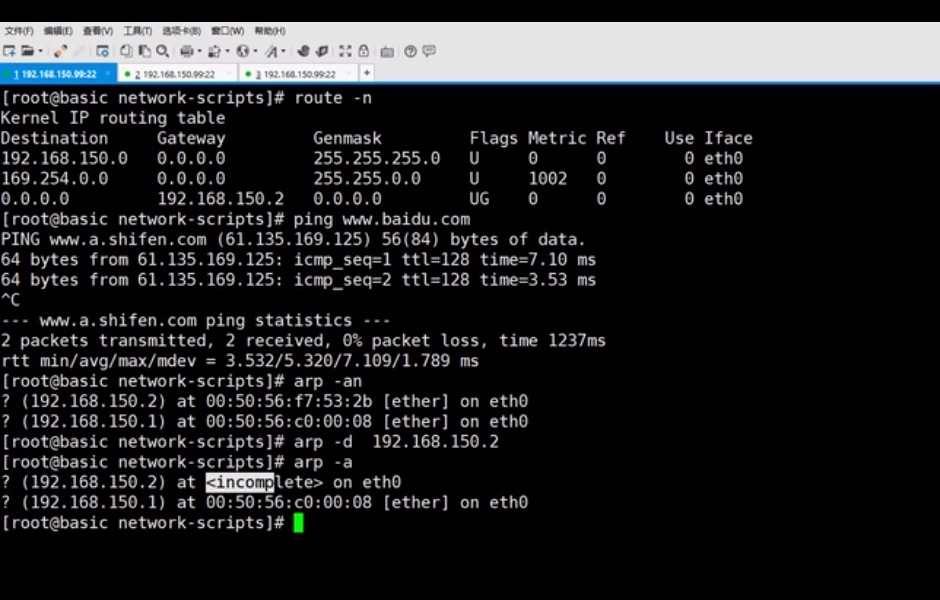 文件(F) 编辑(E) 查看(V) 工具(T) 选项卡(B) 窗口(W) 帮助(H)
1 192.168.150.99:22 × 2 192.168.150.99:22 3 192.168.150.99:22 +
[root@basic network-scripts]# route -n
Kernel IP routing table
Destination Gateway Genmask Flags Metric Ref Use Iface
192.168.150.0 0.0.0.0 255.255.255.0 U 0 0 0 eth0
169.254.0.0 0.0.0.0 255.255.0.0 U 1002 0 0 eth0
0.0.0.0 192.168.150.2 0.0.0.0 UG 0 0 0 eth0
[root@basic network-scripts]# ping www.baidu.com
PING www.a.shifen.com (61.135.169.125) 56(84) bytes of data.
64 bytes from 61.135.169.125: icmp_seq=1 ttl=128 time=7.10 ms
64 bytes from 61.135.169.125: icmp_seq=2 ttl=128 time=3.53 ms
^C
--- www.a.shifen.com ping statistics ---
2 packets transmitted, 2 received, 0% packet loss, time 1237ms
rtt min/avg/max/mdev = 3.532/5.320/7.109/1.789 ms
[root@basic network-scripts]# arp -an
? (192.168.150.2) at 00:50:56:f7:53:2b [ether] on eth0
? (192.168.150.1) at 00:50:56:c0:00:08 [ether] on eth0
[root@basic network-scripts]# arp -d  192.168.150.2
[root@basic network-scripts]# arp -a
? (192.168.150.2) at <incomplete> on eth0
? (192.168.150.1) at 00:50:56:c0:00:08 [ether] on eth0
[root@basic network-scripts]#